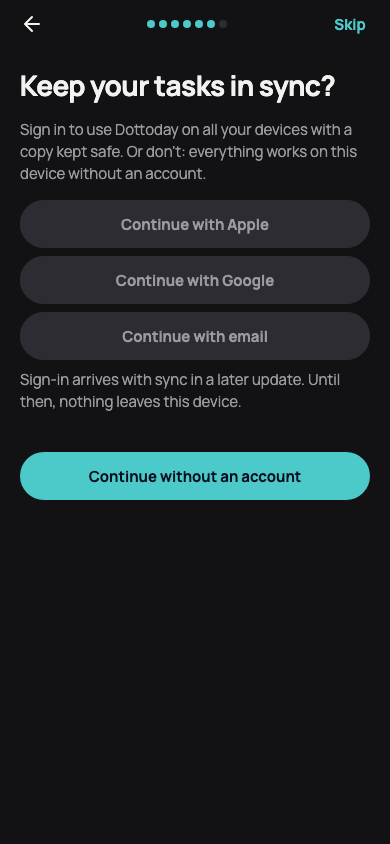 Skip
Keep your tasks in sync?
Sign in to use Dottoday on all your devices with a
copy kept safe. Or don't: everything works on this
device without an account.
Continue with Apple
Continue with Google
Continue with email
Sign-in arrives with sync in a later update. Until
then, nothing leaves this device.
Continue without an account